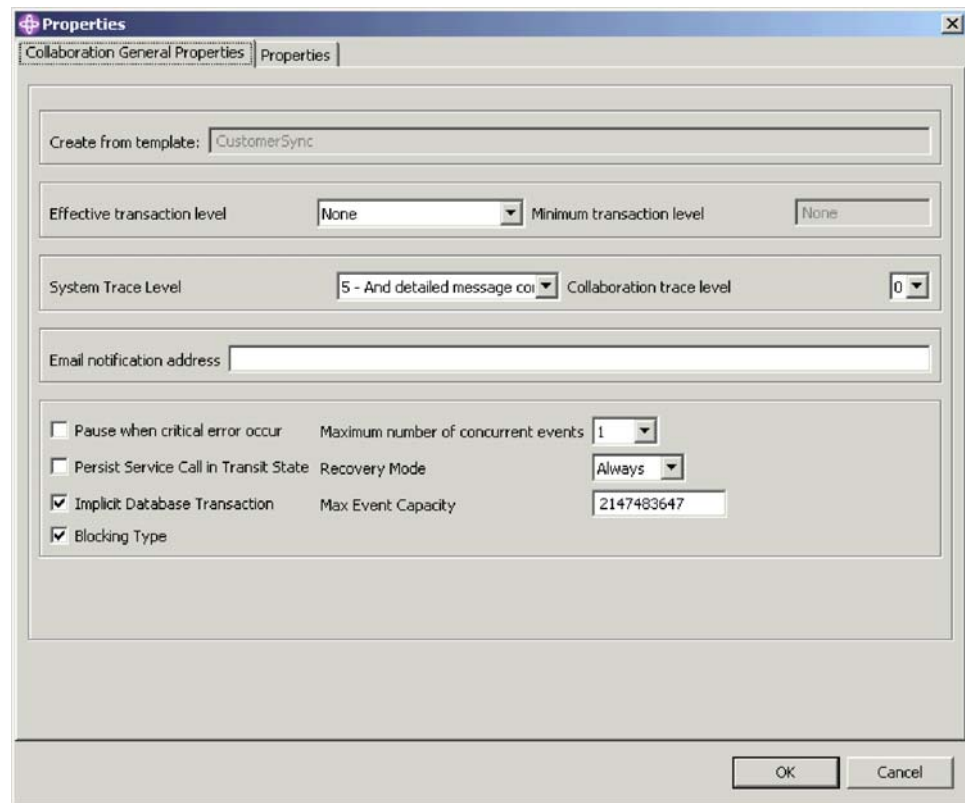 Properties
Collaboration General Properties Properties
Create from template: CustomerSync
Effective transaction level None Minimum transaction level None
System Trace Level 5 - And detailed message Collaboration trace level 0
Email notification address
Pause when critical error occur Maximum number of concurrent events 1
Persist Service Call in Transit State Recovery Mode Always
Implicit Database Transaction Max Event Capacity 2147483647
Blocking Type
OK Cancel